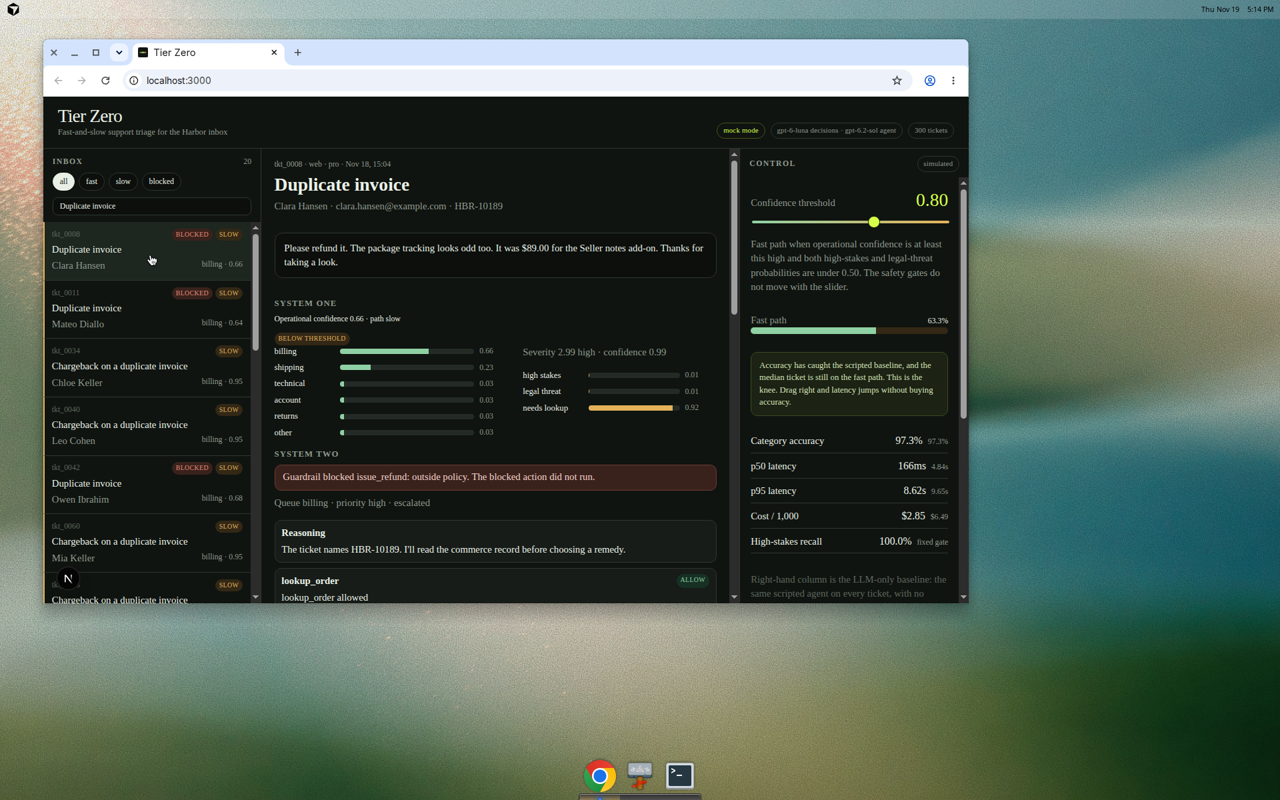 Thu Nov 19 5:14 PM
Tier Zero
localhost:3000
Tier Zero
Fast-and-slow support triage for the Harbor inbox
mock mode
gpt-6-luna decisions · gpt-6.2-sol agent
300 tickets
INBOX 20
all fast slow blocked
Duplicate invoice
tkt_0008 BLOCKED SLOW
Duplicate invoice
Clara Hansen billing · 0.66
tkt_0011 BLOCKED SLOW
Duplicate invoice
Mateo Diallo billing · 0.64
tkt_0034 SLOW
Chargeback on a duplicate invoice
Chloe Keller billing · 0.95
tkt_0040 SLOW
Chargeback on a duplicate invoice
Leo Cohen billing · 0.95
tkt_0042 BLOCKED SLOW
Duplicate invoice
Owen Ibrahim billing · 0.68
tkt_0060 SLOW
Chargeback on a duplicate invoice
Mia Keller billing · 0.95
N
SLOW
Chargeback on a duplicate invoice
tkt_0008 · web · pro · Nov 18, 15:04
Duplicate invoice
Clara Hansen · clara.hansen@example.com · HBR-10189
Please refund it. The package tracking looks odd too. It was $89.00 for the Seller notes add-on. Thanks for
taking a look.
SYSTEM ONE
Operational confidence 0.66 · path slow
BELOW THRESHOLD
billing 0.66
shipping 0.23
technical 0.03
account 0.03
returns 0.03
other 0.03
Severity 2.99 high · confidence 0.99
high stakes 0.01
legal threat 0.01
needs lookup 0.92
SYSTEM TWO
Guardrail blocked issue_refund: outside policy. The blocked action did not run.
Queue billing · priority high · escalated
Reasoning
The ticket names HBR-10189. I'll read the commerce record before choosing a remedy.
lookup_order ALLOW
lookup_order allowed
CONTROL simulated
Confidence threshold 0.80
Fast path when operational confidence is at least
this high and both high-stakes and legal-threat
probabilities are under 0.50. The safety gates do
not move with the slider.
Fast path 63.3%
Accuracy has caught the scripted baseline, and the
median ticket is still on the fast path. This is the
knee. Drag right and latency jumps without buying
accuracy.
Category accuracy 97.3% 97.3%
p50 latency 166ms 4.84s
p95 latency 8.62s 9.65s
Cost / 1,000 $2.85 $6.49
High-stakes recall 100.0% fixed gate
Right-hand column is the LLM-only baseline: the
same scripted agent on every ticket, with no